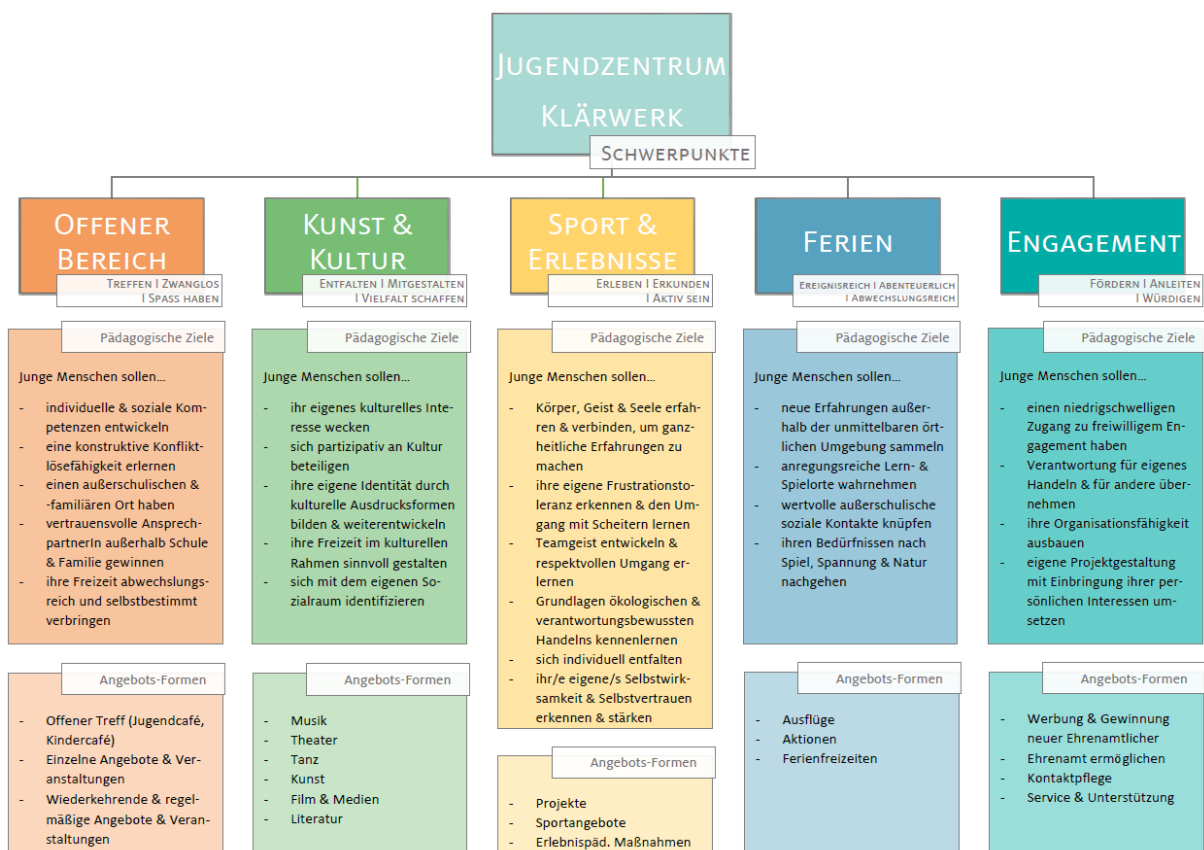 JUGENDZENTRUM
KLÄRWERK
SCHWERPUNKTE
OFFENER
BEREICH
TREFFEN I ZWANGLOS
I SPASS HABEN
Pädagogische Ziele
Junge Menschen sollen...
- individuelle & soziale Kom-
petenzen entwickeln
- eine konstruktive Konflikt-
lösefähigkeit erlernen
- einen außerschulischen &
-familiären Ort haben
- vertrauensvolle Ansprech-
partnerIn außerhalb Schule
& Familie gewinnen
- ihre Freizeit abwechslungs-
reich und selbstbestimmt
verbringen
Angebots-Formen
- Offener Treff (Jugendcafé,
Kindercafé)
- Einzelne Angebote & Ver-
anstaltungen
- Wiederkehrende & regel-
mäßige Angebote & Veran-
staltungen
KUNST &
KULTUR
ENTFALTEN I MITGESTALTEN
I VIELFALT SCHAFFEN
Pädagogische Ziele
Junge Menschen sollen...
- ihr eigenes kulturelles Inte-
resse wecken
- sich partizipativ an Kultur
beteiligen
- ihre eigene Identität durch
kulturelle Ausdrucksformen
bilden & weiterentwickeln
- ihre Freizeit im kulturellen
Rahmen sinnvoll gestalten
- sich mit dem eigenen So-
zialraum identifizieren
Angebots-Formen
- Musik
- Theater
- Tanz
- Kunst
- Film & Medien
- Literatur
SPORT &
ERLEBNISSE
ERLEBEN I ERKUNDEN
I AKTIV SEIN
Pädagogische Ziele
Junge Menschen sollen...
- Körper, Geist & Seele erfah-
ren & verbinden, um ganz-
heitliche Erfahrungen zu
machen
- ihre eigene Frustrationsto-
leranz erkennen & den Um-
gang mit Scheitern lernen
- Teamgeist entwickeln &
respektvollen Umgang er-
lernen
- Grundlagen ökologischen &
verantwortungsbewussten
Handelns kennenlernen
- sich individuell entfalten
- ihr/e eigene/s Selbstwirk-
samkeit & Selbstvertrauen
erkennen & stärken
Angebots-Formen
- Projekte
- Sportangebote
- Erlebnispäd. Maßnahmen
FERIEN
EREIGNISREICH I ABENTEUERLICH
I ABWECHSLUNGSREICH
Pädagogische Ziele
Junge Menschen sollen...
- neue Erfahrungen außer-
halb der unmittelbaren ört-
lichen Umgebung sammeln
- anregungsreiche Lern- &
Spielorte wahrnehmen
- wertvolle außerschulische
soziale Kontakte knüpfen
- ihren Bedürfnissen nach
Spiel, Spannung & Natur
nachgehen
Angebots-Formen
- Ausflüge
- Aktionen
- Ferienfreizeiten
ENGAGEMENT
FÖRDERN I ANLEITEN
I WÜRDIGEN
Pädagogische Ziele
Junge Menschen sollen...
- einen niedrigschwelligen
Zugang zu freiwilligem En-
gagement haben
- Verantwortung für eigenes
Handeln & für andere über-
nehmen
- ihre Organisationsfähigkeit
ausbauen
- eigene Projektgestaltung
mit Einbringung ihrer per-
sönlichen Interessen um-
setzen
Angebots-Formen
- Werbung & Gewinnung
neuer Ehrenamtlicher
- Ehrenamt ermöglichen
- Kontaktpflege
- Service & Unterstützung